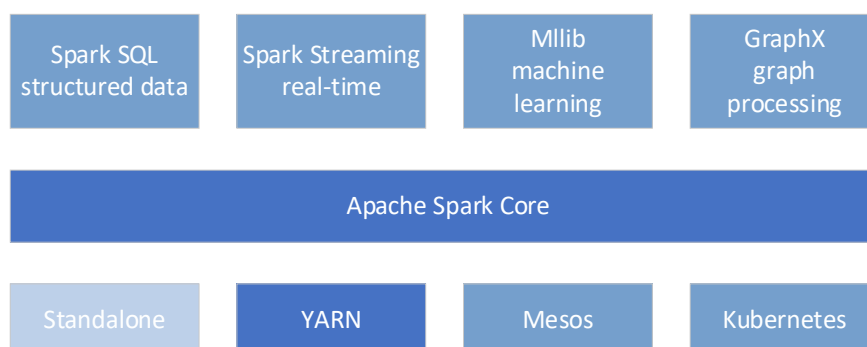 Spark SQL
structured data
Spark Streaming
real-time
Mllib
machine
learning
GraphX
graph
processing
Apache Spark Core
Standalone
YARN
Mesos
Kubernetes